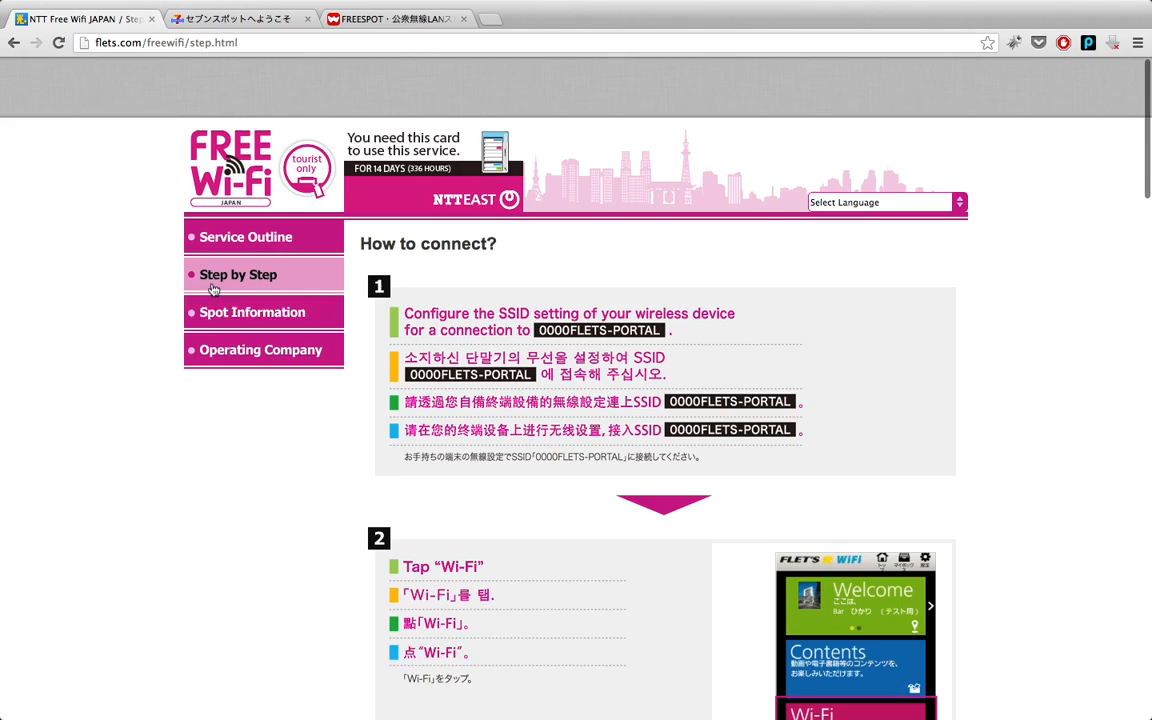 NTT Free Wifi JAPAN / Step
セブンスポットへようこそ
FREESPOT・公衆無線LANス
flets.com/freewifi/step.html
FREE
Wi-Fi
JAPAN
tourist
only
You need this card
to use this service.
FOR 14 DAYS (336 HOURS)
NTTEAST
Select Language
Service Outline
Step by Step
Spot Information
Operating Company
How to connect?
1
Configure the SSID setting of your wireless device
for a connection to 0000FLETS-PORTAL .
소지하신 단말기의 무선을 설정하여 SSID
0000FLETS-PORTAL 에 접속해 주십시오.
請透過您自備終端設備的無線設定連上SSID 0000FLETS-PORTAL 。
请在您的终端设备上进行无线设置,接入SSID 0000FLETS-PORTAL 。
お手持ちの端末の無線設定でSSID「0000FLETS-PORTAL」に接続してください。
2
Tap “Wi-Fi”
「Wi-Fi」를 탭.
點「Wi-Fi」。
点“Wi-Fi”。
「Wi-Fi」をタップ。
FLET'S WiFi
Welcome
ここは、
Bar ひかり (テスト用)
Contents
動画や電子書籍等のコンテンツを、
お楽しみいただけます。
Wi-Fi